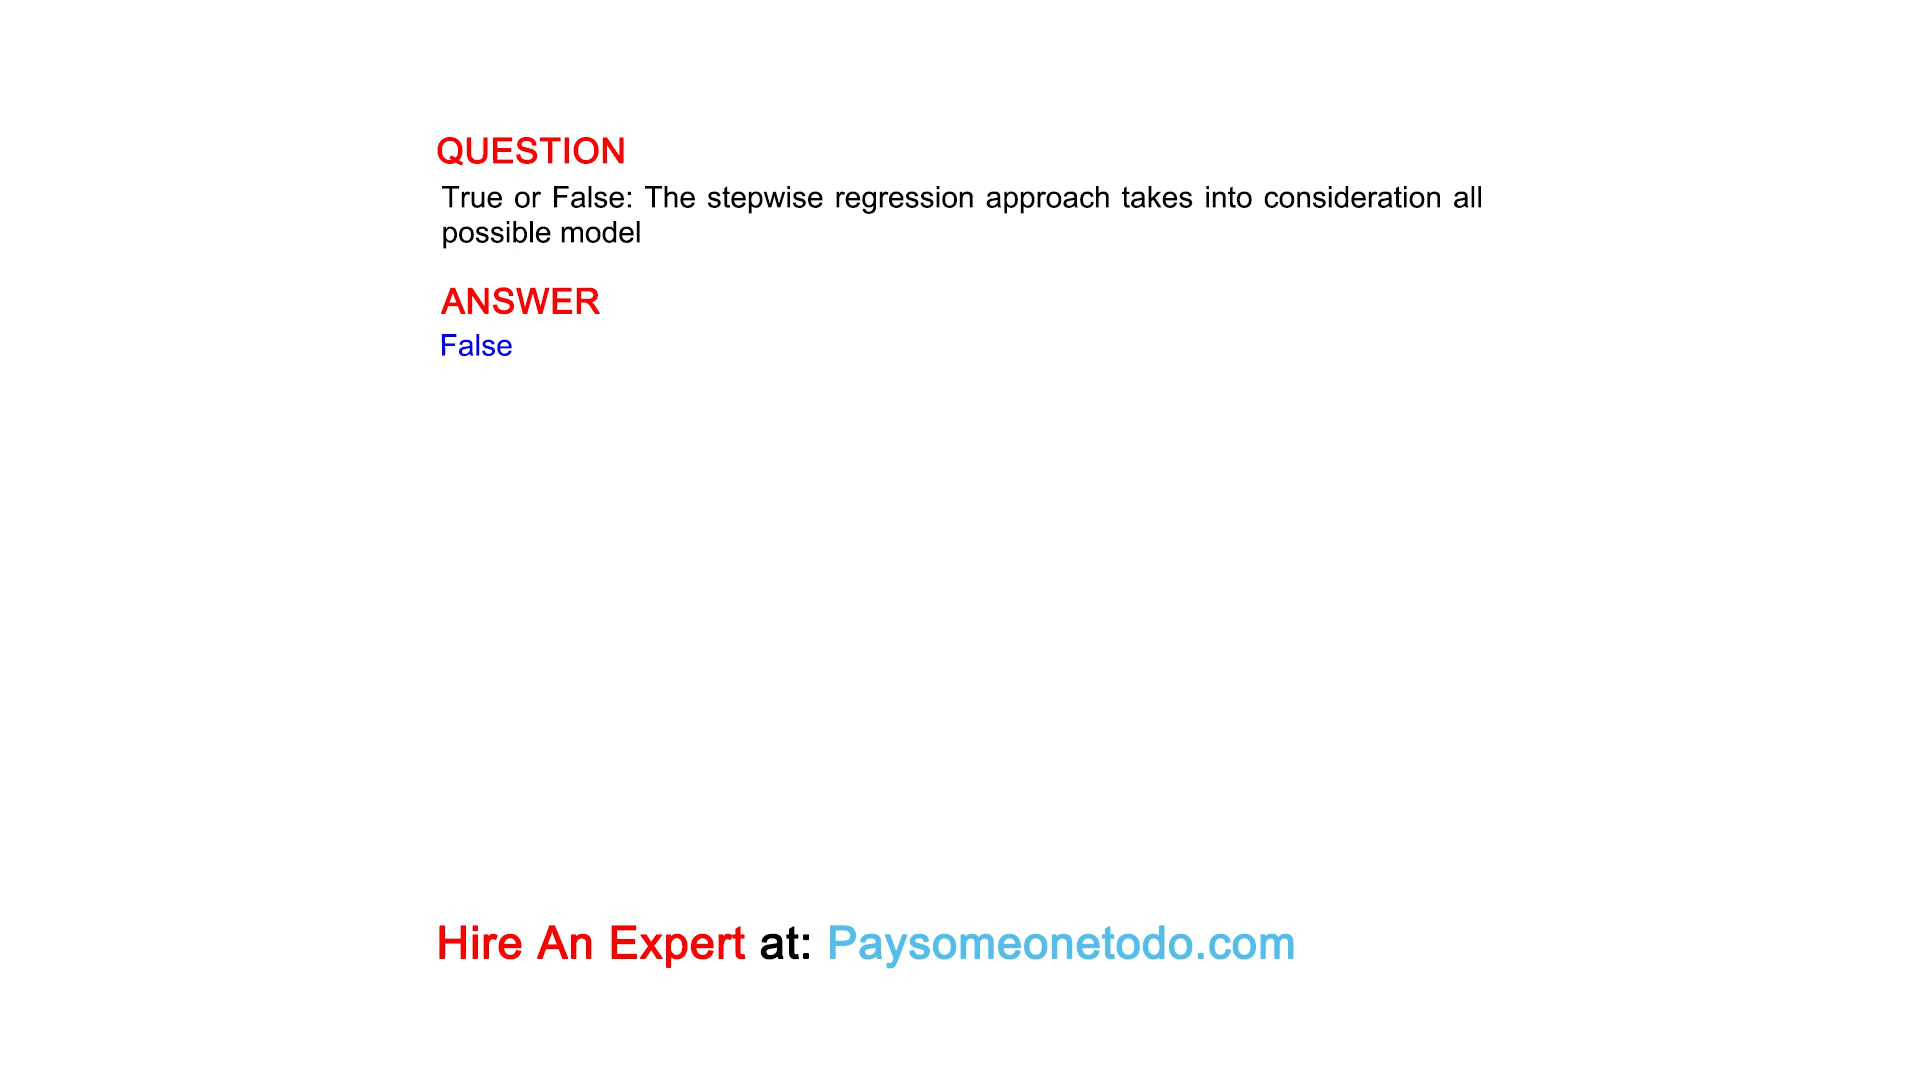 QUESTION
True or False: The stepwise regression approach takes into consideration all
possible model
ANSWER
False
Hire An Expert at: Paysomeonetodo.com